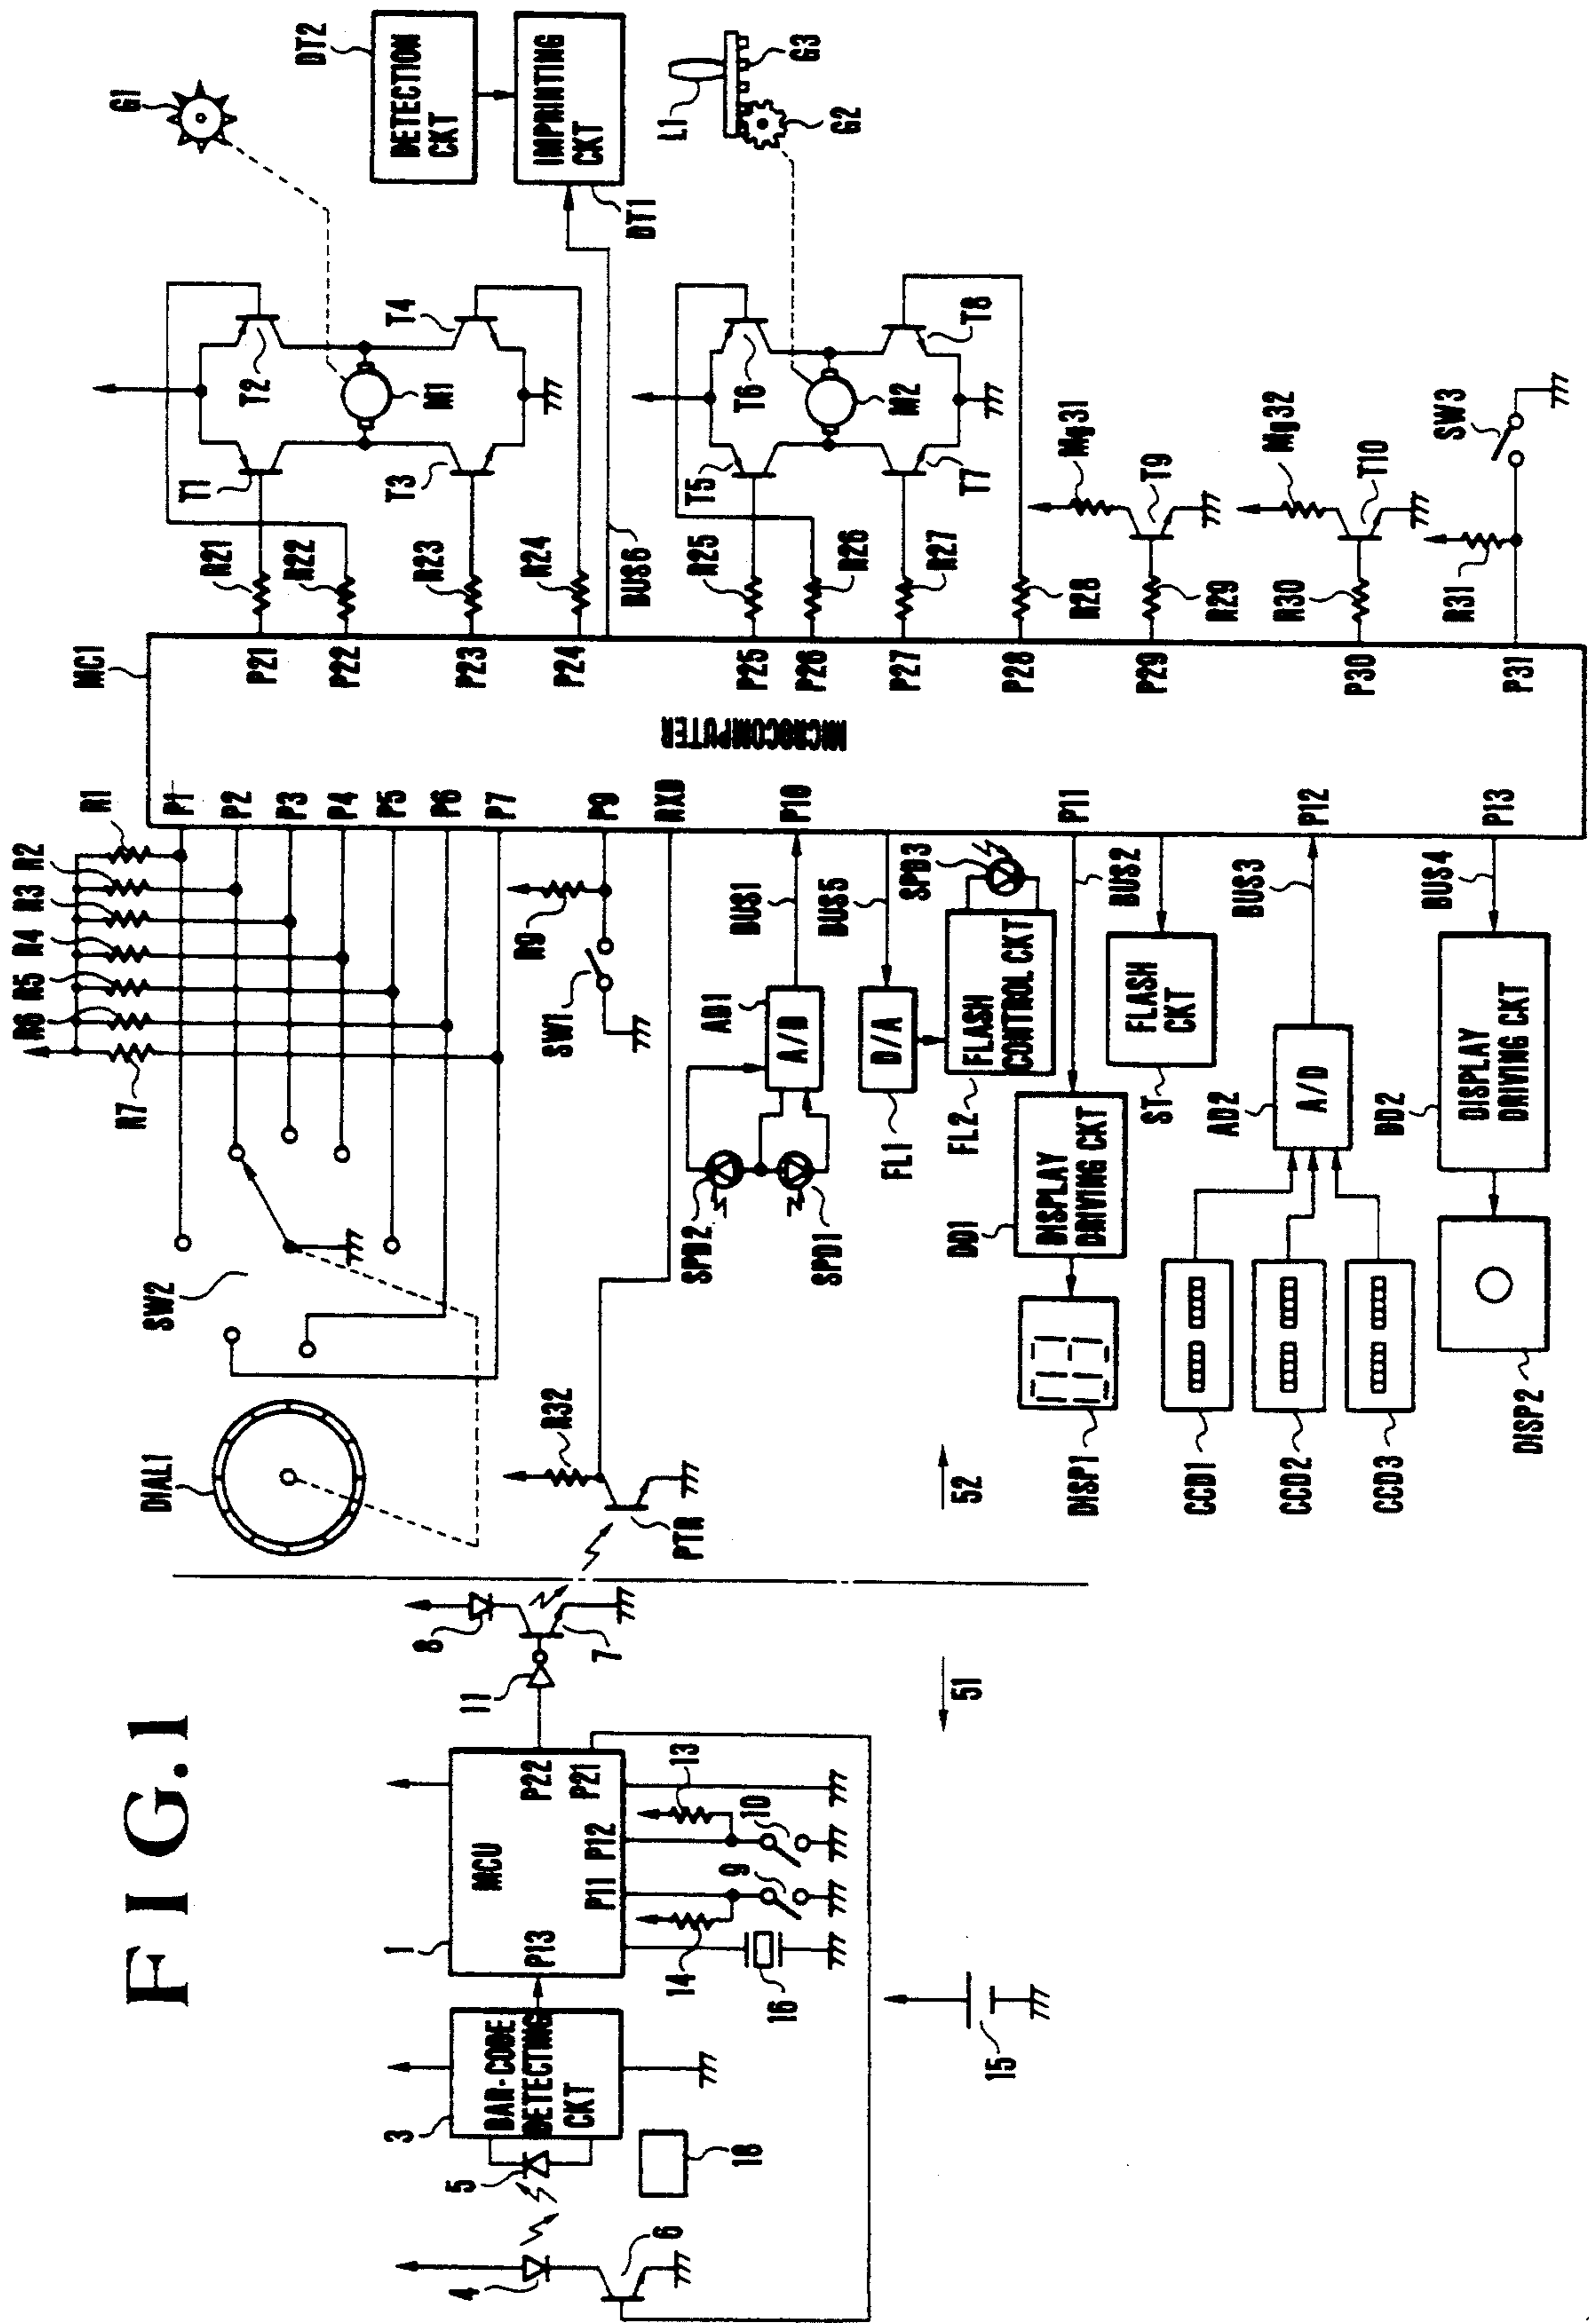 FIG.1
DIAL1
SW2
R7
R6
R5
R4
R3
R2
R1
MC1
P1
P2
P3
P4
P5
P6
P7
P9
RXD
P10
P11
P12
P13
MICROCOMPUTER
P21
P22
P23
P24
P25
P26
P27
P28
P29
P30
P31
R21
R22
R23
R24
BUS6
R25
R26
R27
R28
R29
R30
R31
T1
T2
T3
T4
M1
G1
DT2
DETECTION
CKT
IMPRINTING
CKT
DT1
T5
T6
T7
T8
M2
L1
G3
G2
Mg31
T9
Mg32
T10
SW3
R9
SW1
R32
PTR
SPD2
SPD1
AD1
A/D
BUS1
BUS5
FL1
D/A
FL2
FLASH
CONTROL CKT
SPD3
BUS2
DD1
DISPLAY
DRIVING CKT
DISP1
ST
FLASH
CKT
BUS3
AD2
A/D
CCD1
CCD2
CCD3
BUS4
DD2
DISPLAY
DRIVING CKT
DISP2
52
51
8
7
11
1
MCU
P22
P21
P13
P11
P12
13
10
9
14
16
15
3
BAR-CODE
DETECTING
CKT
5
18
4
6